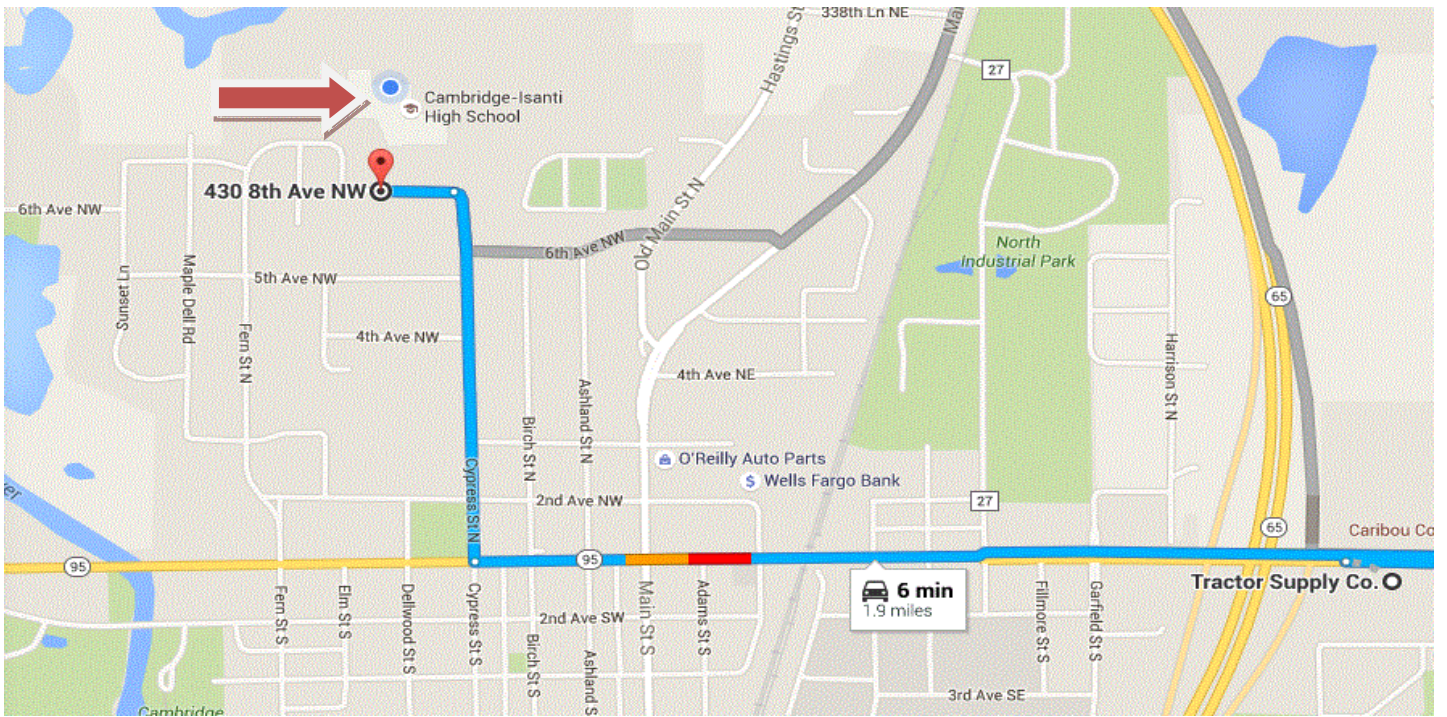 338th Ln NE
Hastings St
27
Cambridge-Isanti
High School
430 8th Ave NW
6th Ave NW
Old Main St N
6th Ave NW
North
Industrial Park
Sunset Ln
Maple Dell Rd
5th Ave NW
65
Fern St N
4th Ave NW
Harrison St N
4th Ave NE
Ashland St N
Birch St N
O'Reilly Auto Parts
Cypress St N
$ Wells Fargo Bank
2nd Ave NW
27
65
Caribou Co
95
95
Tractor Supply Co.
6 min
1.9 miles
Fern St S
Elm St S
Dellwood St S
Cypress St S
2nd Ave SW
Main St S
Adams St S
Fillmore St S
Garfield St S
Birch St S
Ashland S
3rd Ave SE
Cambridge